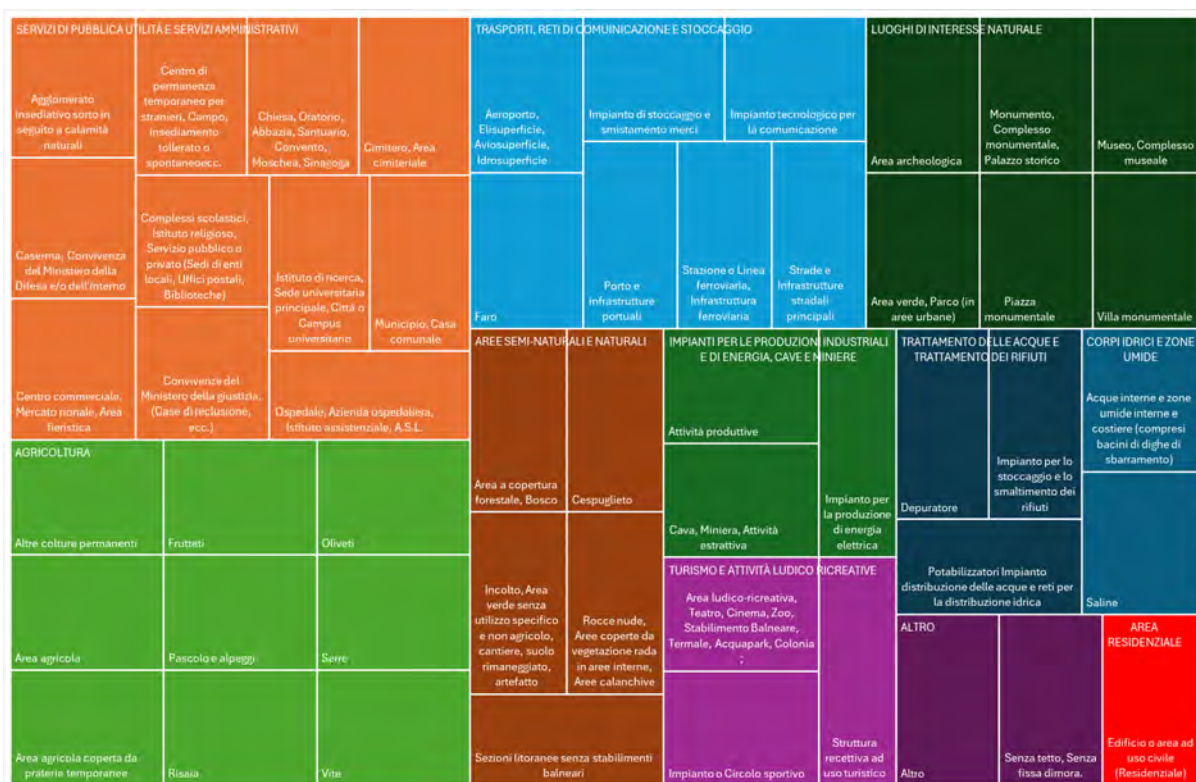 SERVIZI DI PUBBLICA UTILITÀ E SERVIZI AMMINISTRATIVI
Agglomerato
Insediativo sorto in
seguito a calamità
naturali
Centro di
permanenza
temporaneo per
stranieri, Campo,
insediamento
tollerato o
spontaneoecc.
Chiesa, Oratorio,
Abbazia, Santuario,
Convento,
Moschea, Sinagoga
Cimitero, Area
cimiteriale
Caserma, Convivenza
del Ministero della
Difesa e/o dell'interno
Complessi scolastici,
Istituto religioso,
Servizio pubblico o
privato (Sedi di enti
locali, Uffici postali,
Biblioteche)
Istituto di ricerca,
Sede universitaria
principale, Città o
Campus
universitario
Municipio, Casa
comunale
Centro commerciale,
Mercato rionale, Area
fieristica
Convivenze del
Ministero della giustizia,
(Case di reclusione,
ecc.)
Ospedale, Azienda ospedaliera,
Istituto assistenziale, A.S.L.
TRASPORTI, RETI DI COMUINICAZIONE E STOCCAGGIO
Aeroporto,
Elisuperficie,
Aviosuperficie,
Idrosuperficie
Impianto di stoccaggio e
smistamento merci
Impianto tecnologico per
la comunicazione
Faro
Porto e
infrastrutture
portuali
Stazione o Linea
ferroviaria,
Infrastruttura
ferroviaria
Strade e
Infrastrutture
stradali
principali
LUOGHI DI INTERESSE NATURALE
Area archeologica
Monumento,
Complesso
monumentale,
Palazzo storico
Museo, Complesso
museale
Area verde, Parco (in
aree urbane)
Piazza
monumentale
Villa monumentale
AGRICOLTURA
Altre colture permanenti
Frutteti
Oliveti
Area agricola
Pascolo e alpeggi
Serre
Area agricola coperta da
praterie temporanee
Risaia
Vite
AREE SEMI-NATURALI E NATURALI
Area a copertura
forestale, Bosco
Cespuglieto
Incolto, Area
verde senza
utilizzo specifico
e non agricolo,
cantiere, suolo
rimaneggiato,
artefatto
Rocce nude,
Aree coperte da
vegetazione rada
in aree interne,
Aree calanchive
Sezioni litoranee senza stabilimenti
balneari
IMPIANTI PER LE PRODUZIONI INDUSTRIALI
E DI ENERGIA, CAVE E MINIERE
Attività produttive
Cava, Miniera, Attività
estrattiva
Impianto per
la produzione
di energia
elettrica
TURISMO E ATTIVITÀ LUDICO RICREATIVE
Area ludico-ricreativa,
Teatro, Cinema, Zoo,
Stabilimento Balneare,
Termale, Acquapark, Colonia
;
Impianto o Circolo sportivo
Struttura
recettiva ad
uso turistico
TRATTAMENTO DELLE ACQUE E
TRATTAMENTO DEI RIFIUTI
Depuratore
Impianto per lo
stoccaggio e lo
smaltimento dei
rifiuti
Potabilizzatori Impianto
distribuzione delle acque e reti per
la distribuzione idrica
CORPI IDRICI E ZONE
UMIDE
Acque interne e zone
umide interne e
costiere (compresi
bacini di dighe di
sbarramento)
Saline
ALTRO
Altro
Senza tetto, Senza
fissa dimora.
AREA
RESIDENZIALE
Edificio o area ad
uso civile
(Residenziale)